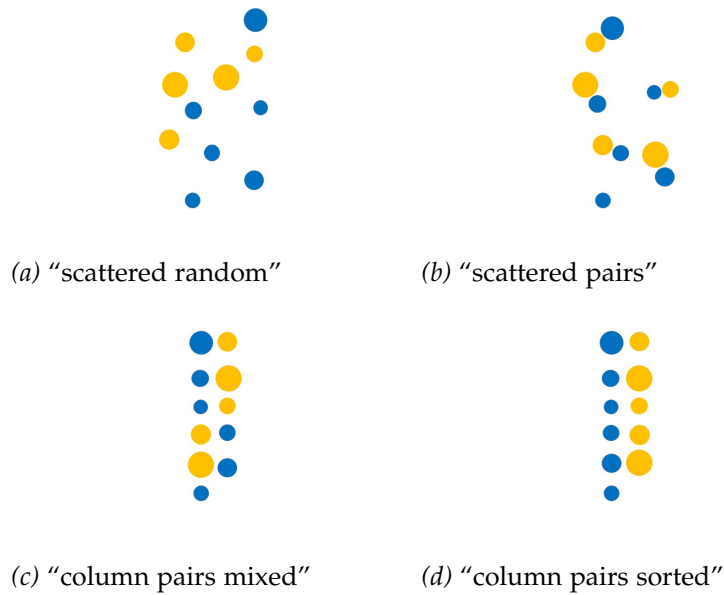 (a) “scattered random”
(b) “scattered pairs”
(c) “column pairs mixed”
(d) “column pairs sorted”